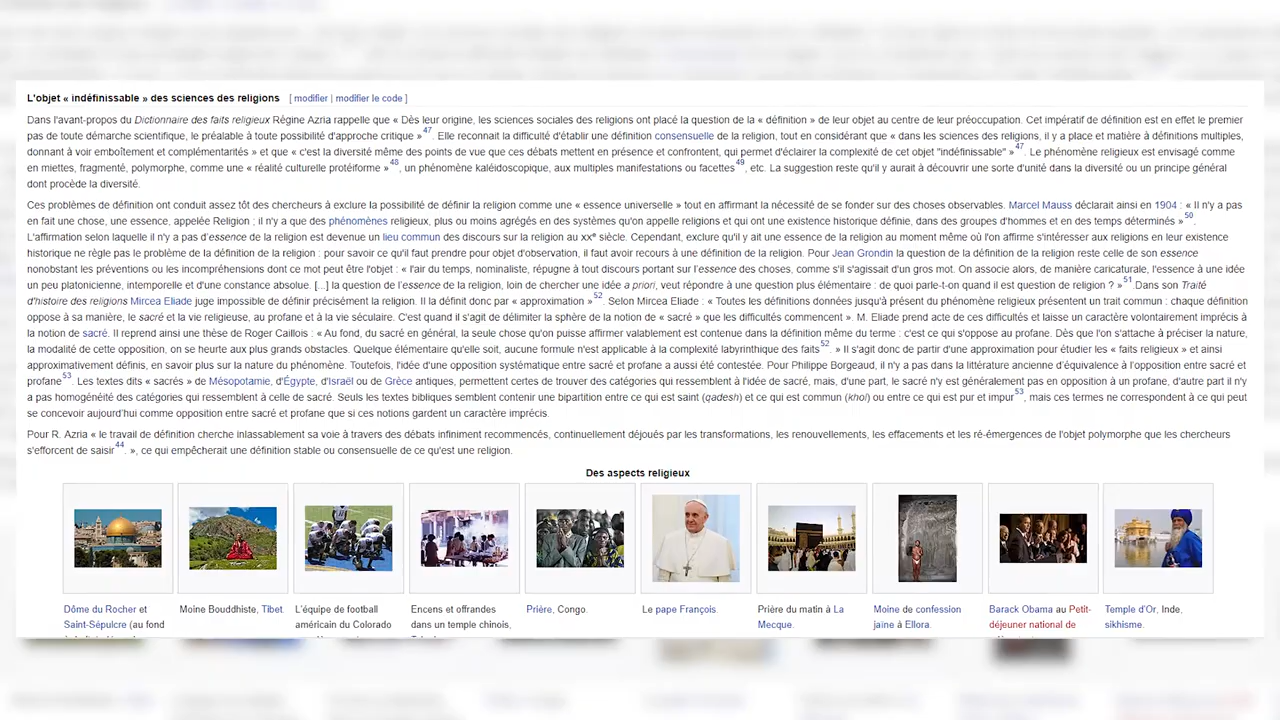 L'objet « indéfinissable » des sciences des religions [ modifier | modifier le code ]
Dans l'avant-propos du Dictionnaire des faits religieux Régine Azria rappelle que « Dès leur origine, les sciences sociales des religions ont placé la question de la « définition » de leur objet au centre de leur préoccupation. Cet impératif de définition est en effet le premier
pas de toute démarche scientifique, le préalable à toute possibilité d'approche critique »47. Elle reconnait la difficulté d'établir une définition consensuelle de la religion, tout en considérant que « dans les sciences des religions, il y a place et matière à définitions multiples,
donnant à voir emboîtement et complémentarités » et que « c'est la diversité même des points de vue que ces débats mettent en présence et confrontent, qui permet d'éclairer la complexité de cet objet "indéfinissable" »47. Le phénomène religieux est envisagé comme
en miettes, fragmenté, polymorphe, comme une « réalité culturelle protéiforme »48, un phénomène kaléidoscopique, aux multiples manifestations ou facettes49, etc. La suggestion reste qu'il y aurait à découvrir une sorte d'unité dans la diversité ou un principe général
dont procède la diversité.
Ces problèmes de définition ont conduit assez tôt des chercheurs à exclure la possibilité de définir la religion comme une « essence universelle » tout en affirmant la nécessité de se fonder sur des choses observables. Marcel Mauss déclarait ainsi en 1904 : « Il n'y a pas
en fait une chose, une essence, appelée Religion ; il n'y a que des phénomènes religieux, plus ou moins agrégés en des systèmes qu'on appelle religions et qui ont une existence historique définie, dans des groupes d'hommes et en des temps déterminés »50.
L'affirmation selon laquelle il n'y a pas d'essence de la religion est devenue un lieu commun des discours sur la religion au XXe siècle. Cependant, exclure qu'il y ait une essence de la religion au moment même où l'on affirme s'intéresser aux religions en leur existence
historique ne règle pas le problème de la définition de la religion : pour savoir ce qu'il faut prendre pour objet d'observation, il faut avoir recours à une définition de la religion. Pour Jean Grondin la question de la définition de la religion reste celle de son essence
nonobstant les préventions ou les incompréhensions dont ce mot peut être l'objet : « l'air du temps, nominaliste, répugne à tout discours portant sur l'essence des choses, comme s'il s'agissait d'un gros mot. On associe alors, de manière caricaturale, l'essence à une idée
un peu platonicienne, intemporelle et d'une constance absolue. [...] la question de l'essence de la religion, loin de chercher une idée a priori, veut répondre à une question plus élémentaire : de quoi parle-t-on quand il est question de religion ? »51.Dans son Traité
d'histoire des religions Mircea Eliade juge impossible de définir précisément la religion. Il la définit donc par « approximation »52. Selon Mircea Eliade : « Toutes les définitions données jusqu'à présent du phénomène religieux présentent un trait commun : chaque définition
oppose à sa manière, le sacré et la vie religieuse, au profane et à la vie séculaire. C'est quand il s'agit de délimiter la sphère de la notion de « sacré » que les difficultés commencent ». M. Eliade prend acte de ces difficultés et laisse un caractère volontairement imprécis à
la notion de sacré. Il reprend ainsi une thèse de Roger Caillois : « Au fond, du sacré en général, la seule chose qu'on puisse affirmer valablement est contenue dans la définition même du terme : c'est ce qui s'oppose au profane. Dès que l'on s'attache à préciser la nature,
la modalité de cette opposition, on se heurte aux plus grands obstacles. Quelque élémentaire qu'elle soit, aucune formule n'est applicable à la complexité labyrinthique des faits52. » Il s'agit donc de partir d'une approximation pour étudier les « faits religieux » et ainsi
approximativement définis, en savoir plus sur la nature du phénomène. Toutefois, l'idée d'une opposition systématique entre sacré et profane a aussi été contestée. Pour Philippe Borgeaud, il n'y a pas dans la littérature ancienne d'équivalence à l'opposition entre sacré et
profane53. Les textes dits « sacrés » de Mésopotamie, d'Égypte, d'Israël ou de Grèce antiques, permettent certes de trouver des catégories qui ressemblent à l'idée de sacré, mais, d'une part, le sacré n'y est généralement pas en opposition à un profane, d'autre part il n'y
a pas homogénéité des catégories qui ressemblent à celle de sacré. Seuls les textes bibliques semblent contenir une bipartition entre ce qui est saint (qadesh) et ce qui est commun (khol) ou entre ce qui est pur et impur53, mais ces termes ne correspondent à ce qui peut
se concevoir aujourd'hui comme opposition entre sacré et profane que si ces notions gardent un caractère imprécis.
Pour R. Azria « le travail de définition cherche inlassablement sa voie à travers des débats infiniment recommencés, continuellement déjoués par les transformations, les renouvellements, les effacements et les ré-émergences de l'objet polymorphe que les chercheurs
s'efforcent de saisir44. », ce qui empêcherait une définition stable ou consensuelle de ce qu'est une religion.
Des aspects religieux
Dôme du Rocher et
Saint-Sépulcre (au fond
Moine Bouddhiste, Tibet.
L'équipe de football
américain du Colorado
Encens et offrandes
dans un temple chinois,
Prière, Congo.
Le pape François.
Prière du matin à La
Mecque.
Moine de confession
jaïne à Ellora.
Barack Obama au Petit-
déjeuner national de
Temple d'Or, Inde,
sikhisme.